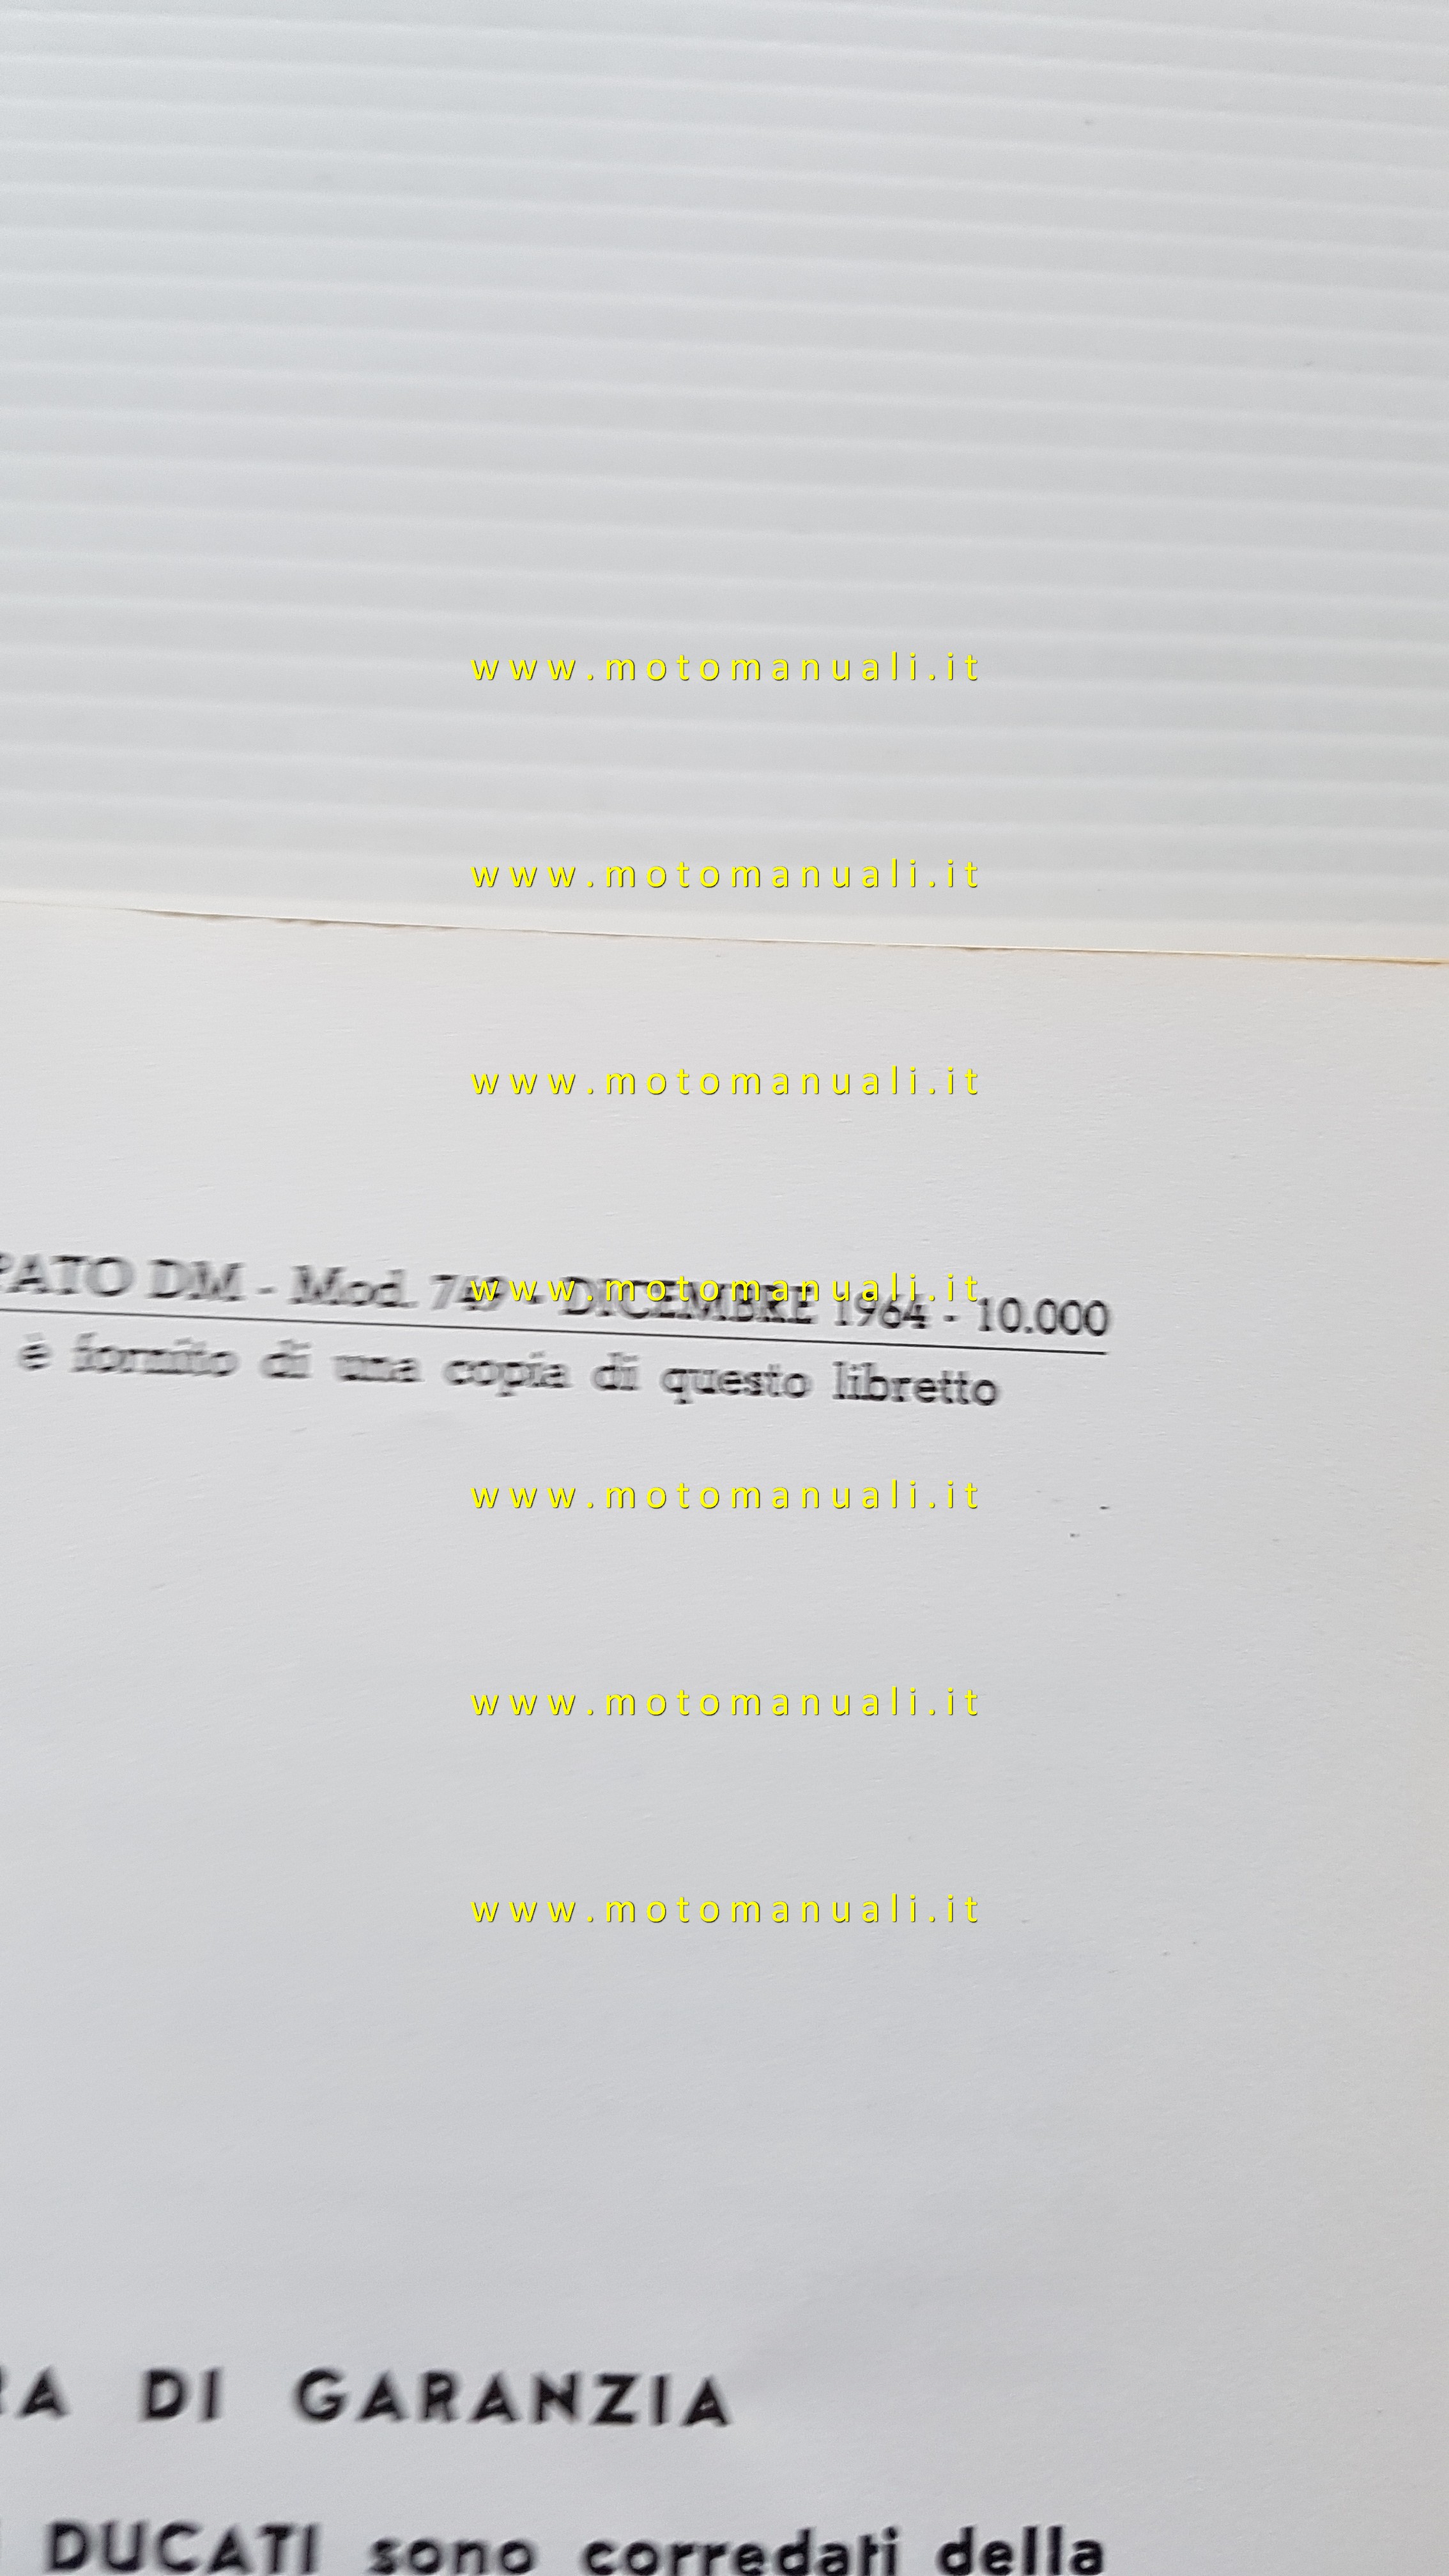 www.motomanuali.it
www.motomanuali.it
www.motomanuali.it
PATO DM - Mod. 749 - DICEMBRE 1964 - 10.000
www.motomanuali.it
è fornito di una copia di questo libretto
www.motomanuali.it
www.motomanuali.it
www.motomanuali.it
RA DI GARANZIA
DUCATI sono corredati della